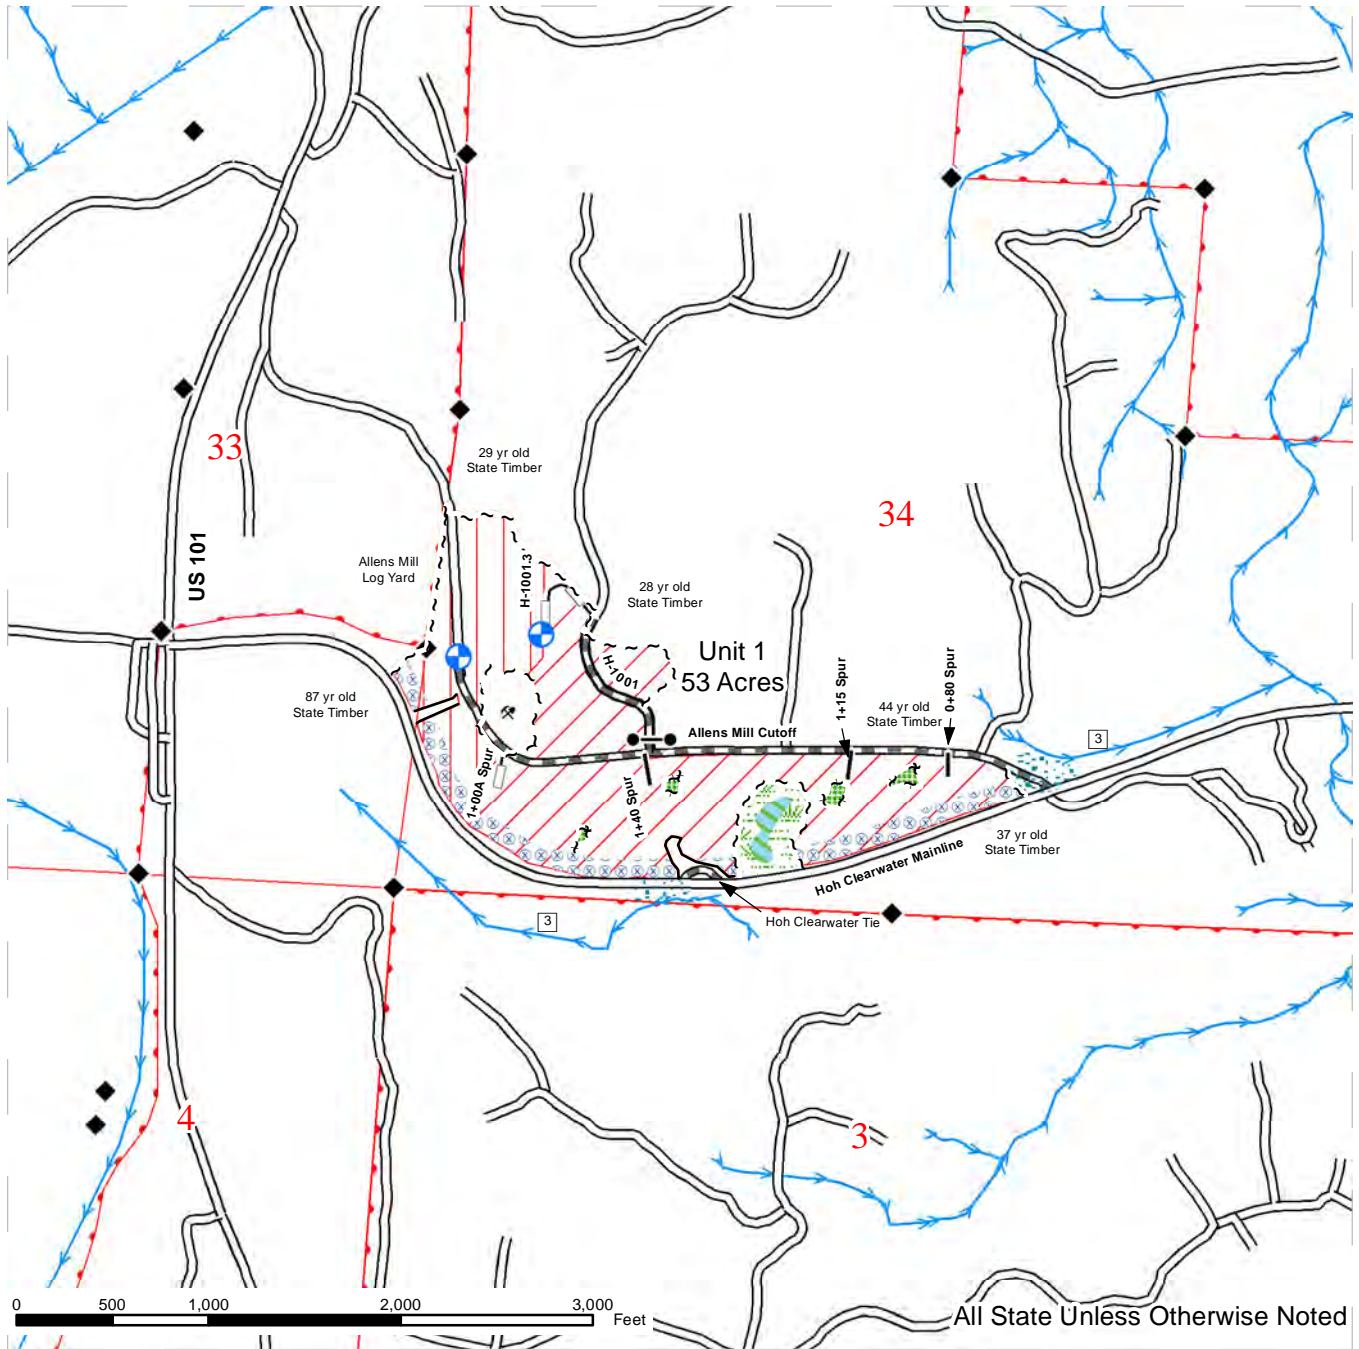 33
29 yr old
State Timber
34
US 101
Allens Mill
Log Yard
H-1001.3
28 yr old
State Timber
H-1001
Unit 1
53 Acres
87 yr old
State Timber
1+15 Spur
44 yr old
State Timber
0+80 Spur
Allens Mill Cutoff
3
1+00A Spur
1+40 Spur
37 yr old
State Timber
Hoh Clearwater Mainline
3
Hoh Clearwater Tie
4
3
0 500 1,000 2,000 3,000
Feet
All State Unless Otherwise Noted